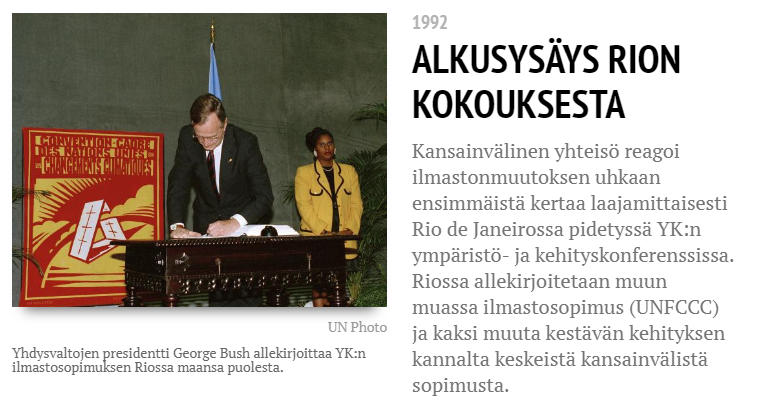 1992
ALKUSYSÄYS RION
KOKOUKSESTA
Kansainvälinen yhteisö reagoi
ilmastonmuutoksen uhkaan
ensimmäistä kertaa laajamittaisesti
Rio de Janeirossa pidetyssä YK:n
ympäristö- ja kehityskonferenssissa.
Riossa allekirjoitetaan muun
muassa ilmastosopimus (UNFCCC)
ja kaksi muuta kestävän kehityksen
kannalta keskeistä kansainvälistä
sopimusta.
CONVENTION-CADRE
DES NATIONS UNIES
CHANGEMENTS CLIMATIQUES
UN Photo
Yhdysvaltojen presidentti George Bush allekirjoittaa YK:n
ilmastosopimuksen Riossa maansa puolesta.